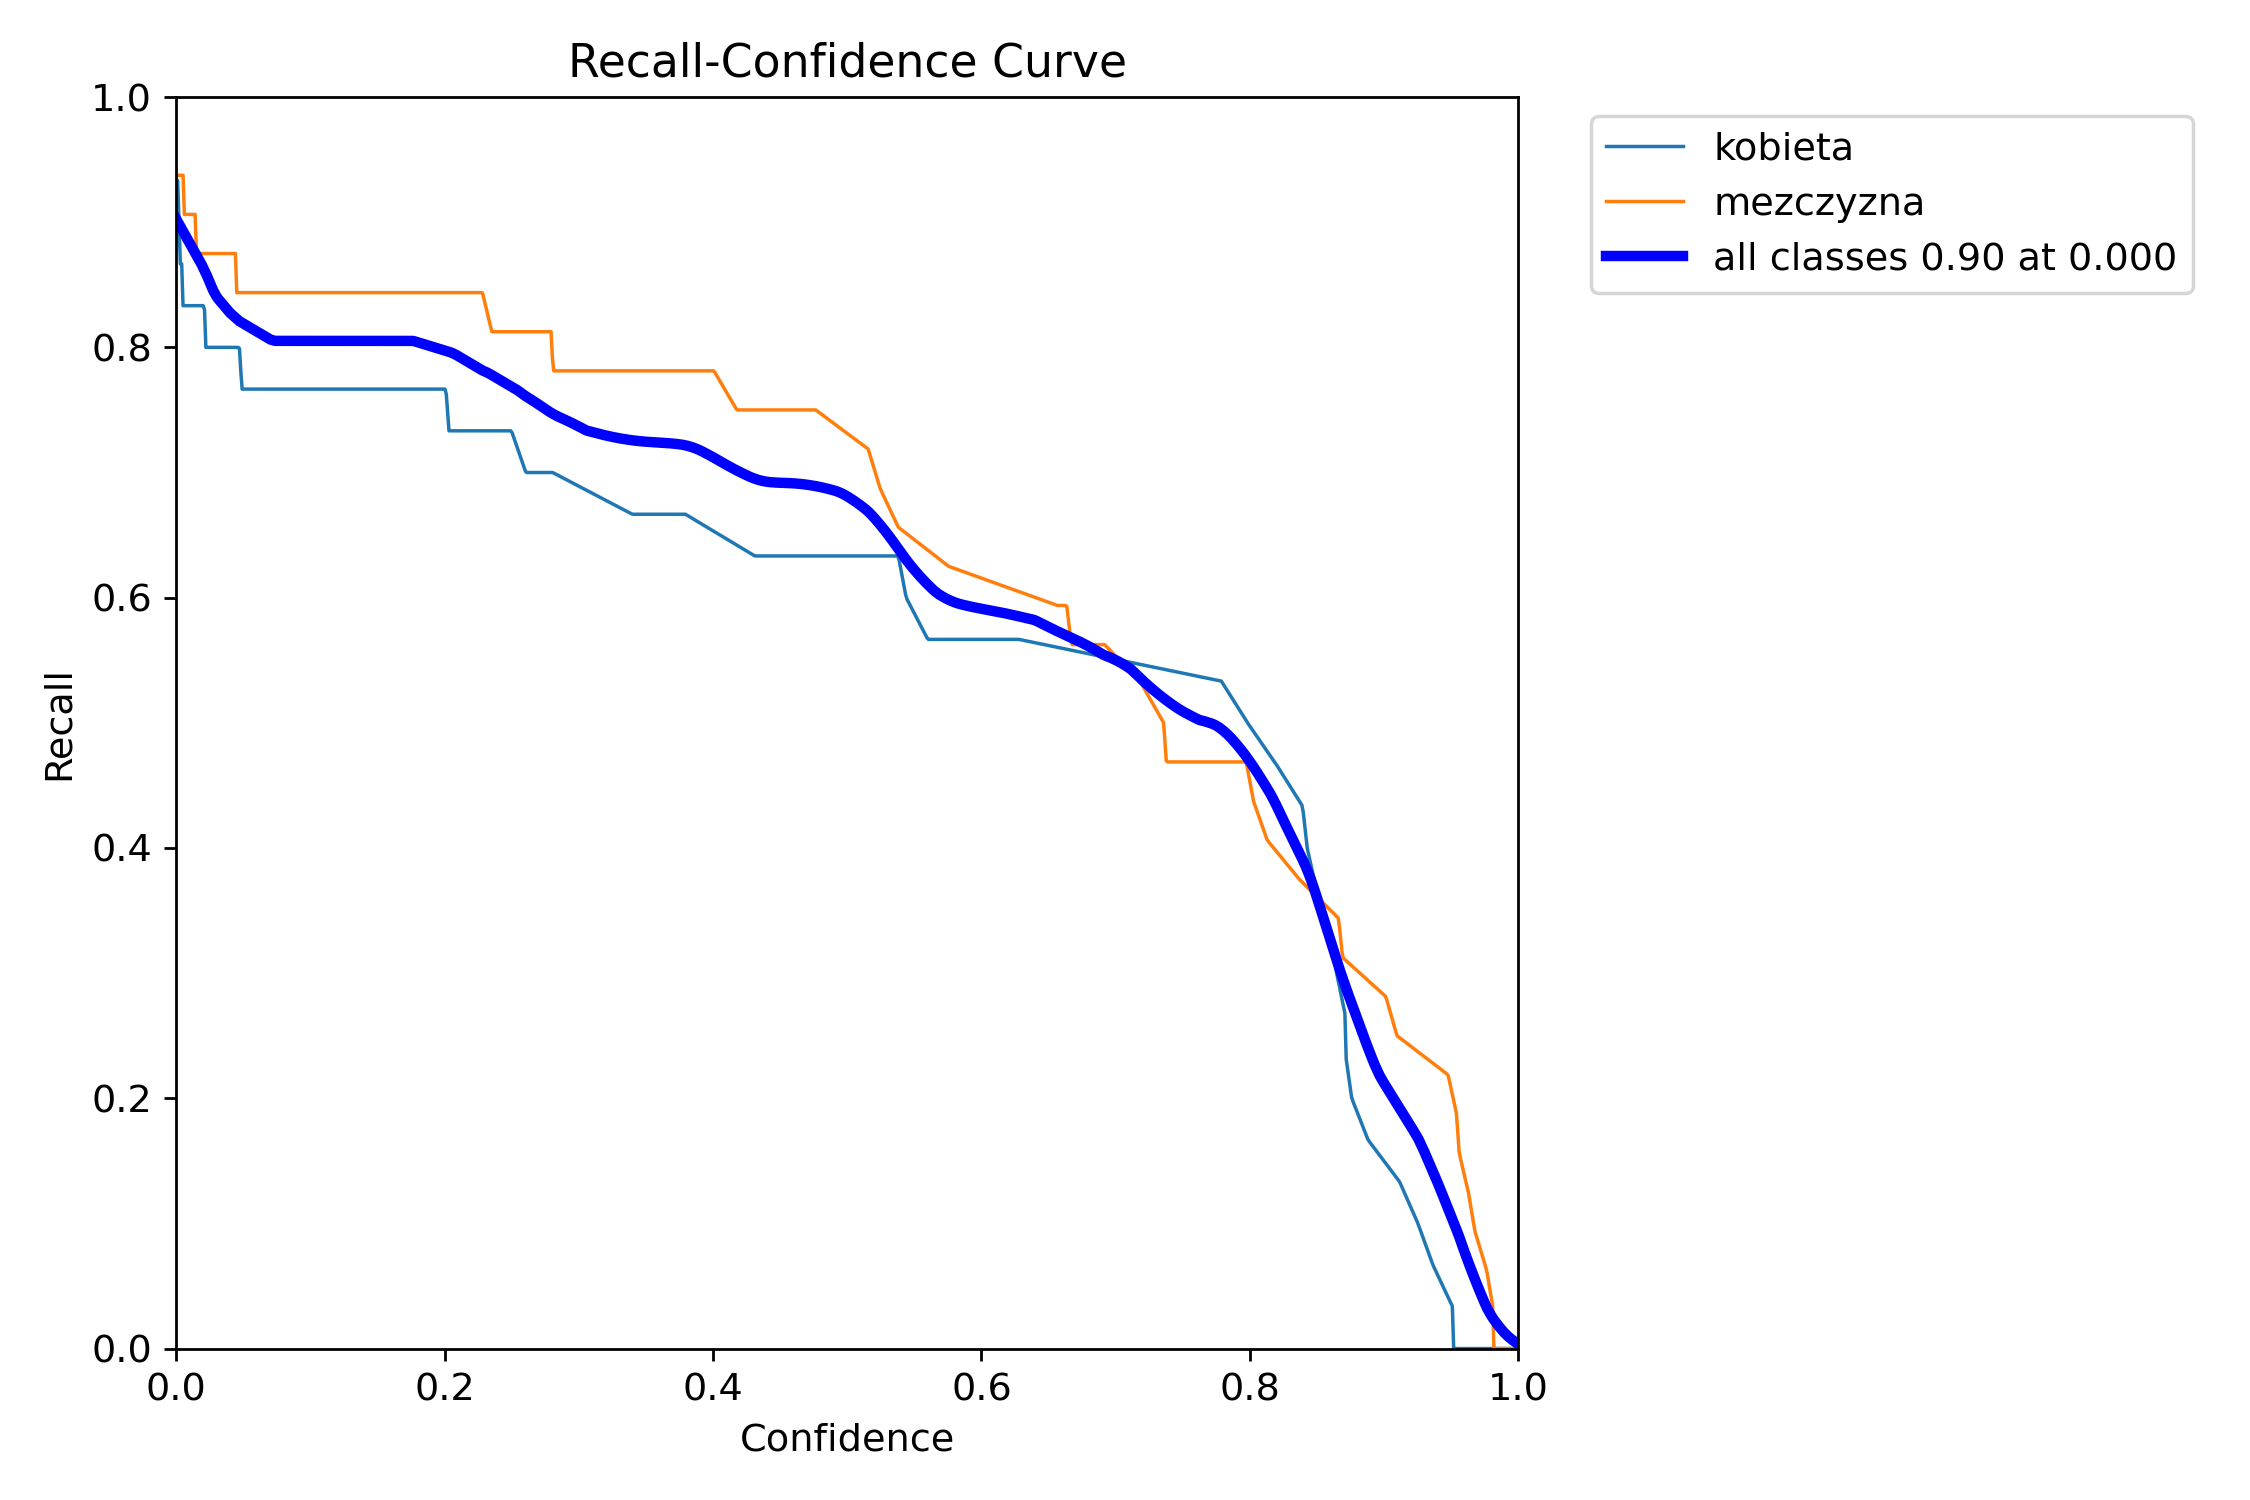 Recall-Confidence Curve
kobieta
mezczyzna
all classes 0.90 at 0.000
1.0
0.8
0.6
0.4
0.2
0.0
Recall
0.0 0.2 0.4 0.6 0.8 1.0
Confidence